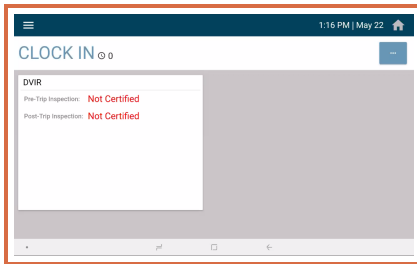 1:16 PM | May 22
CLOCK IN 0
...
DVIR
Pre-Trip Inspection: Not Certified
Post-Trip Inspection: Not Certified